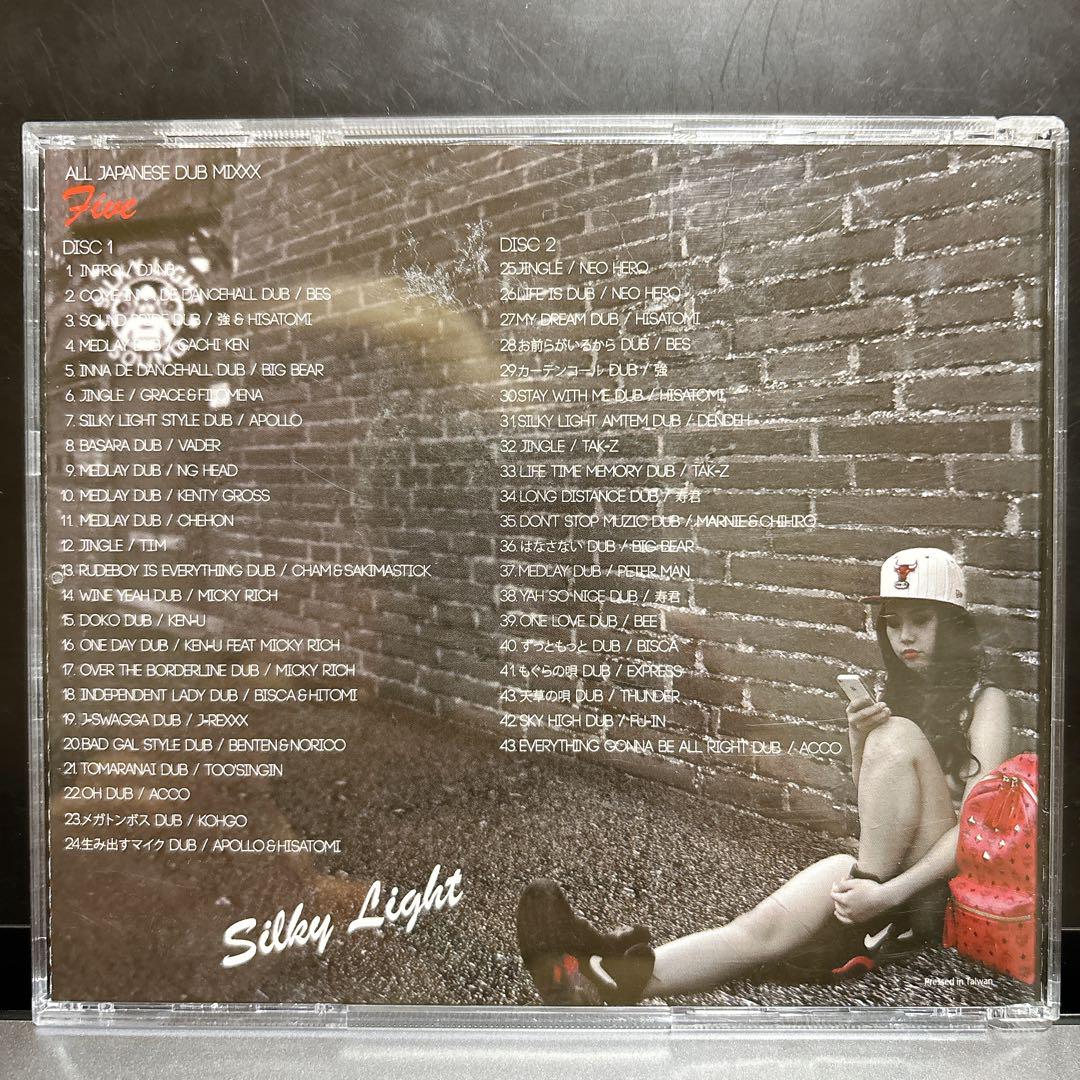 ALL JAPANESE DUB MIXXX
Five
DISC 1
1. INTRO / DJ NB
2. COME INNA DE DANCEHALL DUB / BES
3. SOUND PRIDE DUB / 強 & HISATOMI
4. MEDLAY DUB / GACHI KEN
5. INNA DE DANCEHALL DUB / BIG BEAR
6. JINGLE / GRACE & FILOMENA
7. SILKY LIGHT STYLE DUB / APOLLO
8. BASARA DUB / VADER
9. MEDLAY DUB / NG HEAD
10. MEDLAY DUB / KENTY GROSS
11. MEDLAY DUB / CHEHON
12. JINGLE / TIM
13. RUDEBOY IS EVERYTHING DUB / CHAM & SAKIMASTICK
14. WINE YEAH DUB / MICKY RICH
15. DOKO DUB / KEN-U
16. ONE DAY DUB / KEN-U FEAT MICKY RICH
17. OVER THE BORDERLINE DUB / MICKY RICH
18. INDEPENDENT LADY DUB / BISCA & HITOMI
19. J-SWAGGA DUB / J-REXXX
20. BAD GAL STYLE DUB / BENTEN & NORICO
21. TOMARANAI DUB / TOO'SINGIN
22. OH DUB / ACCO
23. メガトンボス DUB / KOHGO
24. 生み出すマイク DUB / APOLLO & HISATOMI
DISC 2
25. JINGLE / NEO HERO
26. LIFE IS DUB / NEO HERO
27. MY DREAM DUB / HISATOMI
28. お前らがいるから DUB / BES
29. カーテンコール DUB / 強
30. STAY WITH ME DUB / HISATOMI
31. SILKY LIGHT AMTEM DUB / DENDEH
32. JINGLE / TAK-Z
33. LIFE TIME MEMORY DUB / TAK-Z
34. LONG DISTANCE DUB / 寿君
35. DON'T STOP MUZIC DUB / MARNIE & CHIHIRO
36. はなさない DUB / BIG BEAR
37. MEDLAY DUB / PETER MAN
38. YAH SO NICE DUB / 寿君
39. ONE LOVE DUB / BEE
40. ずっともっと DUB / BISCA
41. もぐらの唄 DUB / EXPRESS
43. 天草の唄 DUB / THUNDER
42. SKY HIGH DUB / FU-IN
43. EVERYTHING GONNA BE ALL RIGHT DUB / ACCO
Silky Light
Pressed in Taiwan